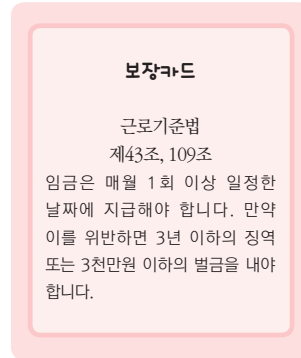 보장카드
근로기준법
제43조, 109조
임금은 매월 1회 이상 일정한
날짜에 지급해야 합니다. 만약
이를 위반하면 3년 이하의 징역
또는 3천만원 이하의 벌금을 내야
합니다.